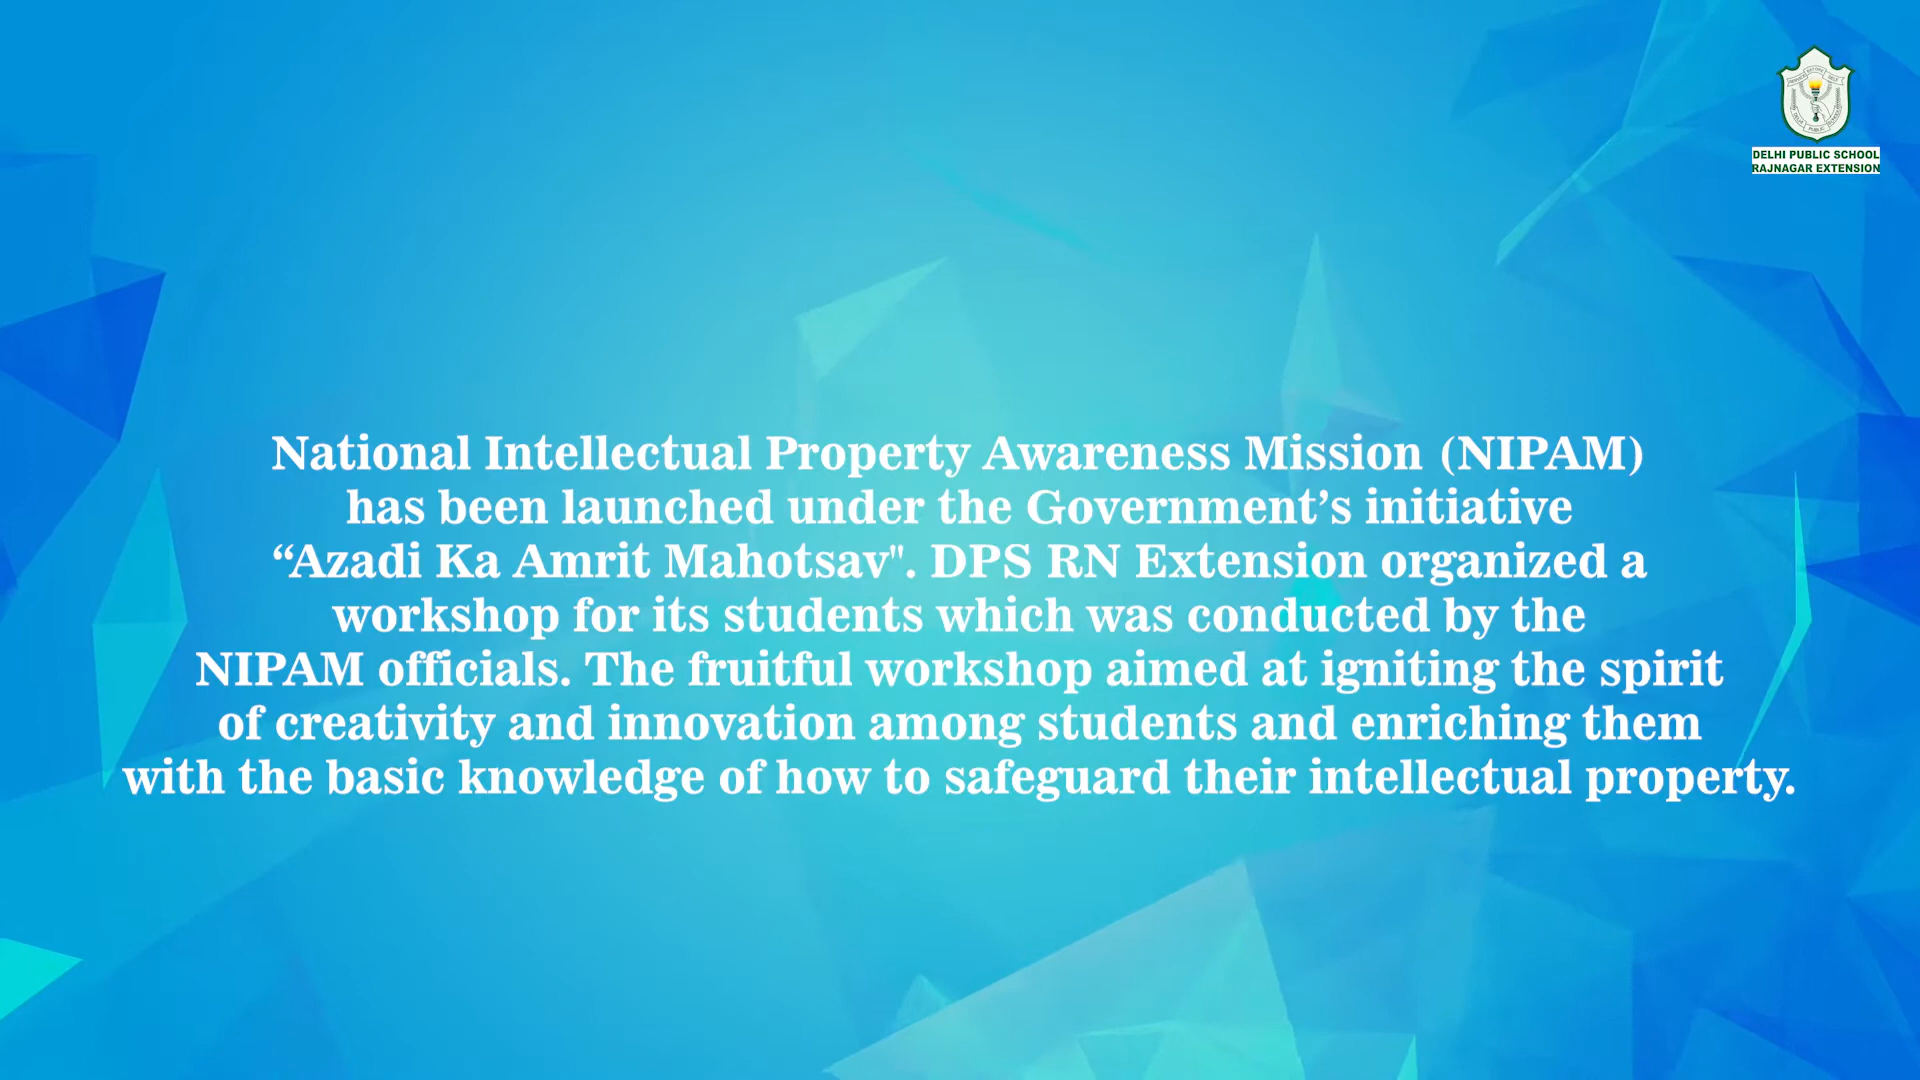 DELHI PUBLIC SCHOOL
RAJNAGAR EXTENSION
National Intellectual Property Awareness Mission (NIPAM)
has been launched under the Government’s initiative
“Azadi Ka Amrit Mahotsav". DPS RN Extension organized a
workshop for its students which was conducted by the
NIPAM officials. The fruitful workshop aimed at igniting the spirit
of creativity and innovation among students and enriching them
with the basic knowledge of how to safeguard their intellectual property.